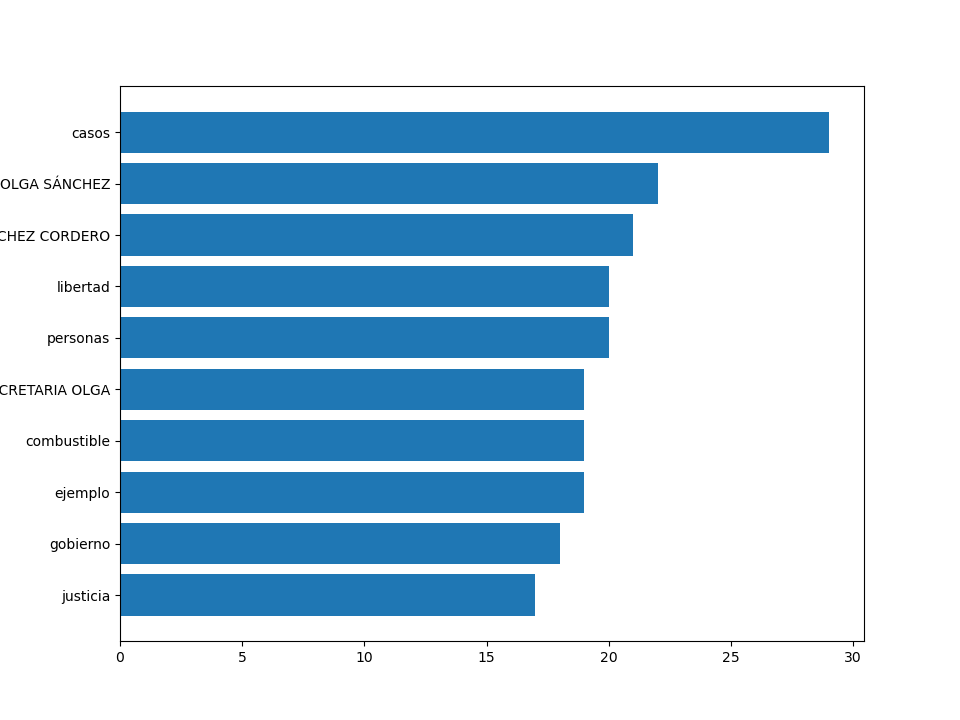 casos
OLGA SÁNCHEZ
CHEZ CORDERO
libertad
personas
CRETARIA OLGA
combustible
ejemplo
gobierno
justicia
0 5 10 15 20 25 30